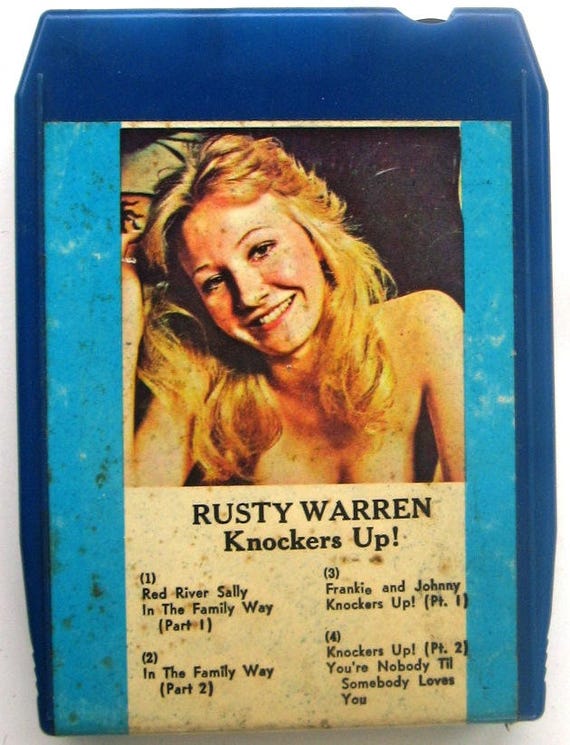 RUSTY WARREN
Knockers Up!
(1)
Red River Sally
In The Family Way
(Part 1)
(2)
In The Family Way
(Part 2)
(3)
Frankie and Johnny
Knockers Up! (Pt. 1)
(4)
Knockers Up! (Pt. 2)
You're Nobody Til
Somebody Loves
You